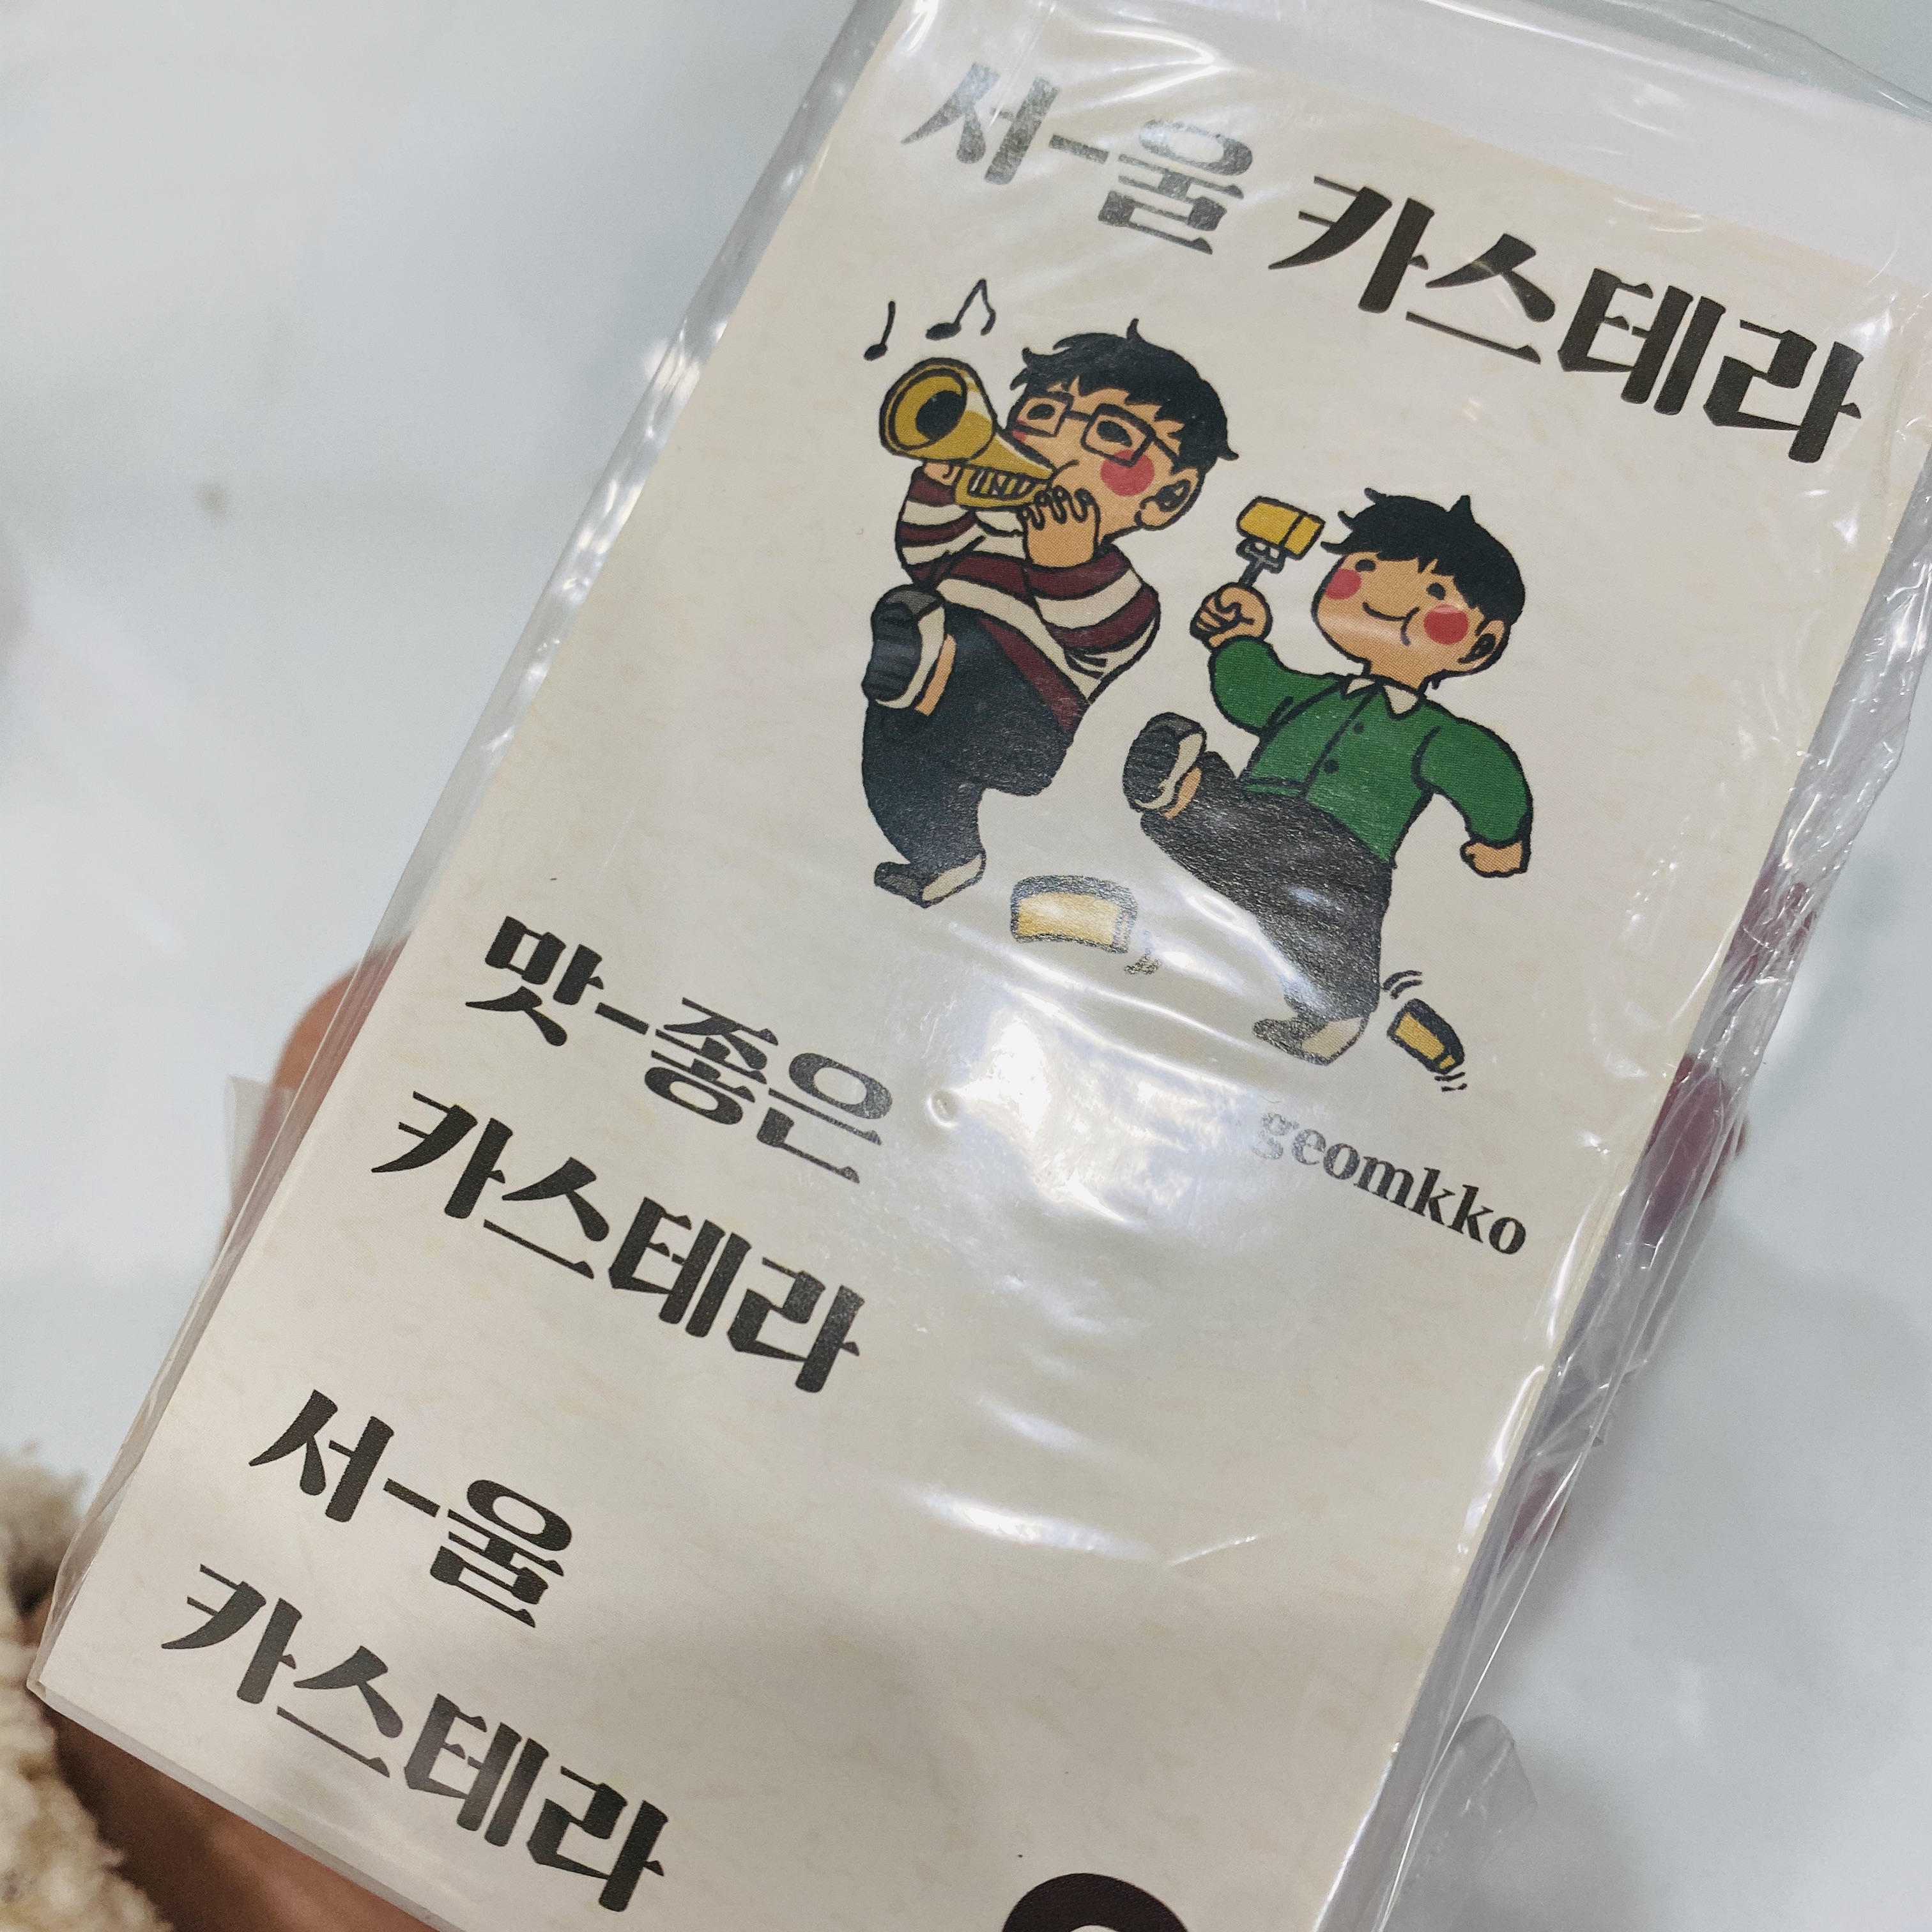 서-울 카스테라
맛-좋은
카스테라
geomkko
서-울
카스테라